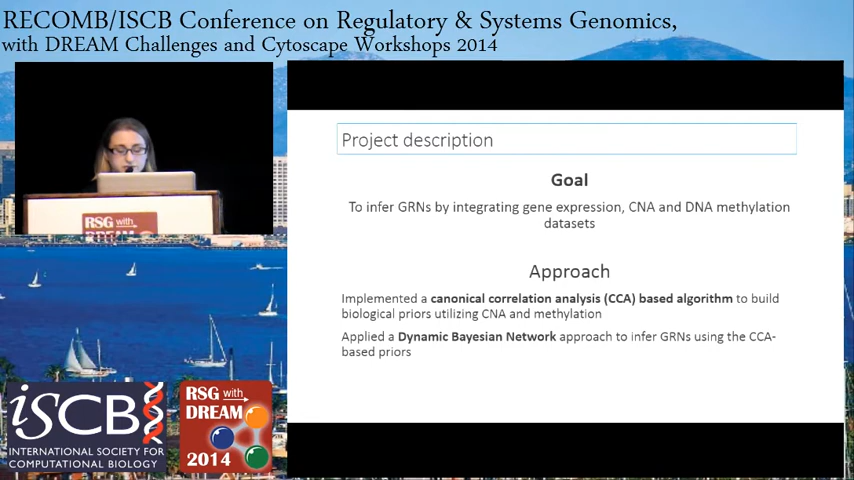 RECOMB/ISCB Conference on Regulatory & Systems Genomics,
with DREAM Challenges and Cytoscape Workshops 2014
RSG with
DREAM
Project description
Goal
To infer GRNs by integrating gene expression, CNA and DNA methylation
datasets
Approach
Implemented a canonical correlation analysis (CCA) based algorithm to build
biological priors utilizing CNA and methylation
Applied a Dynamic Bayesian Network approach to infer GRNs using the CCA-
based priors
iSCB
INTERNATIONAL SOCIETY FOR
COMPUTATIONAL BIOLOGY
RSG with
DREAM
2014